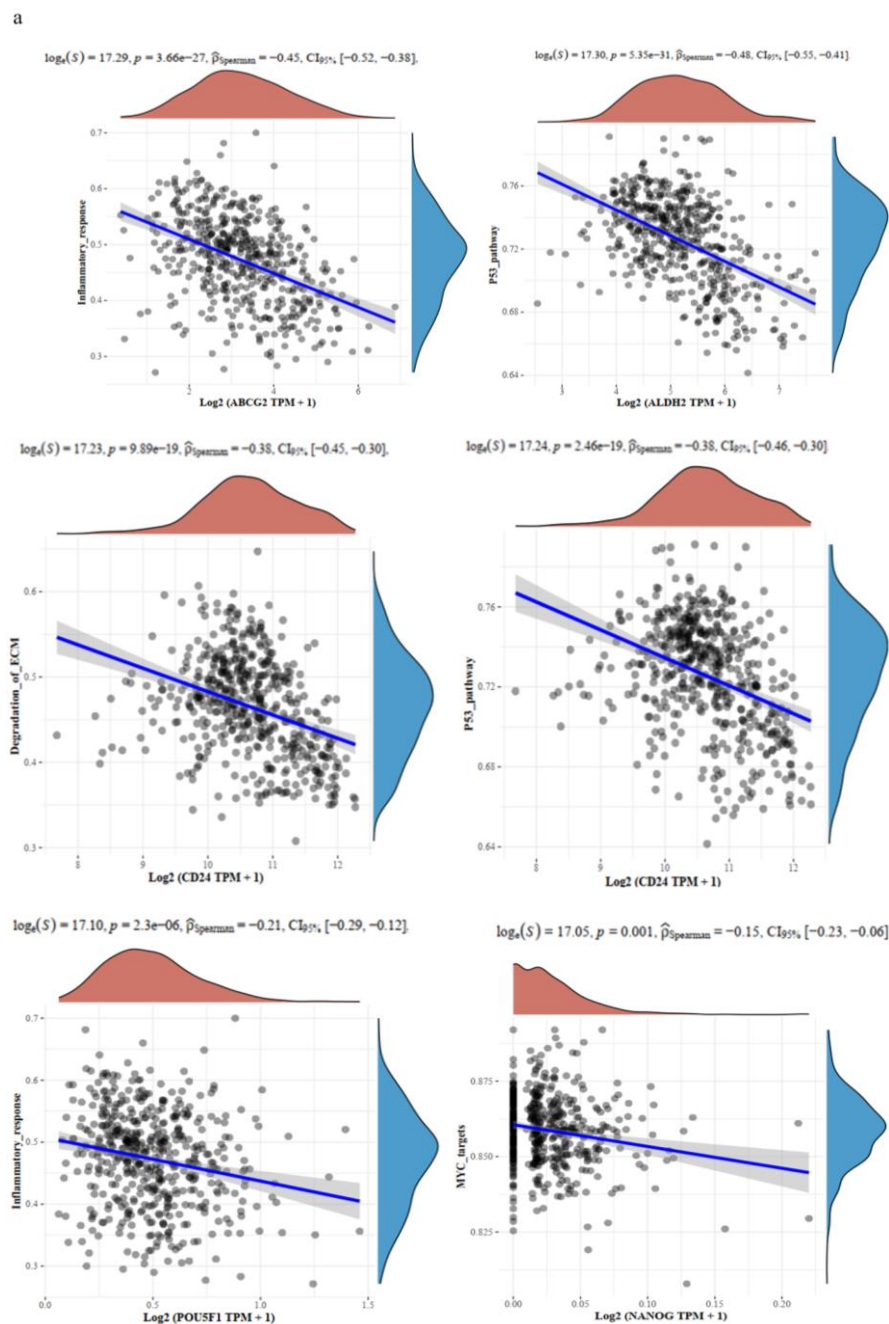 a
logₑ(S) = 17.29, p = 3.66e−27, ρ̂Spearman = −0.45, CI95% [−0.52, −0.38],
0.7
0.6
0.5
0.4
0.3
Inflammatory_response
2 4 6
Log2 (ABCG2 TPM + 1)
logₑ(S) = 17.30, p = 5.35e−31, ρ̂Spearman = −0.48, CI95% [−0.55, −0.41]
0.76
0.72
0.68
0.64
P53_pathway
3 4 5 6 7
Log2 (ALDH2 TPM + 1)
logₑ(S) = 17.23, p = 9.89e−19, ρ̂Spearman = −0.38, CI95% [−0.45, −0.30],
0.6
0.5
0.4
0.3
Degradation_of_ECM
8 9 10 11 12
Log2 (CD24 TPM + 1)
logₑ(S) = 17.24, p = 2.46e−19, ρ̂Spearman = −0.38, CI95% [−0.46, −0.30]
0.76
0.72
0.65
0.64
P53_pathway
8 9 10 11 12
Log2 (CD24 TPM + 1)
logₑ(S) = 17.10, p = 2.3e−06, ρ̂Spearman = −0.21, CI95% [−0.29, −0.12],
0.7
0.6
0.5
0.4
0.3
Inflammatory_response
0.0 0.5 1.0 1.5
Log2 (POU5F1 TPM + 1)
logₑ(S) = 17.05, p = 0.001, ρ̂Spearman = −0.15, CI95% [−0.23, −0.06]
0.875
0.850
0.825
MYC_targets
0.00 0.05 0.10 0.15 0.20
Log2 (NANOG TPM + 1)